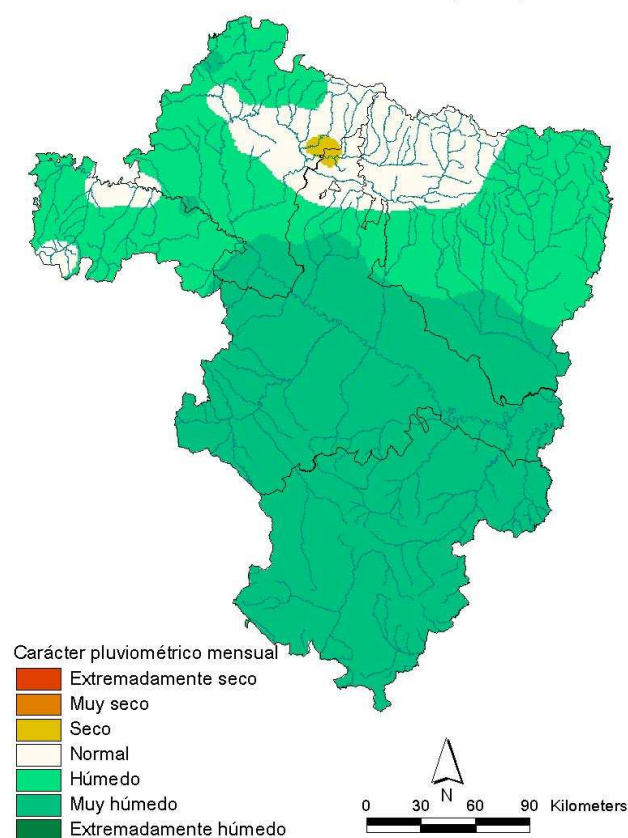 Carácter pluviométrico mensual
Extremadamente seco
Muy seco
Seco
Normal
Húmedo
Muy húmedo
Extremadamente húmedo
N
0 30 60 90 Kilometers